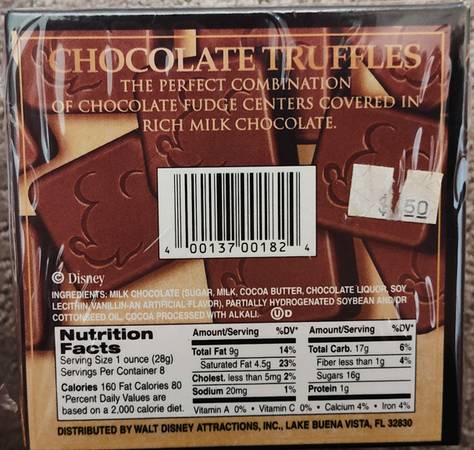 CHOCOLATE TRUFFLES
THE PERFECT COMBINATION
OF CHOCOLATE FUDGE CENTERS COVERED IN
RICH MILK CHOCOLATE.
50
4 00137 00182 4
© Disney
INGREDIENTS: MILK CHOCOLATE (SUGAR, MILK, COCOA BUTTER, CHOCOLATE LIQUOR, SOY
LECITHIN, VANILLIN-AN ARTIFICIAL FLAVOR), PARTIALLY HYDROGENATED SOYBEAN AND/OR
COTTONSEED OIL, COCOA PROCESSED WITH ALKALI. UD
Nutrition
Facts
Serving Size 1 ounce (28g)
Servings Per Container 8
Calories 160 Fat Calories 80
*Percent Daily Values are
based on a 2,000 calorie diet.
Amount/Serving %DV*
Total Fat 9g 14%
Saturated Fat 4.5g 23%
Cholest. less than 5mg 2%
Sodium 20mg 1%
Amount/Serving %DV*
Total Carb. 17g 6%
Fiber less than 1g 4%
Sugars 16g
Protein 1g
Vitamin A 0% • Vitamin C 0% • Calcium 4% • Iron 4%
DISTRIBUTED BY WALT DISNEY ATTRACTIONS, INC., LAKE BUENA VISTA, FL 32830